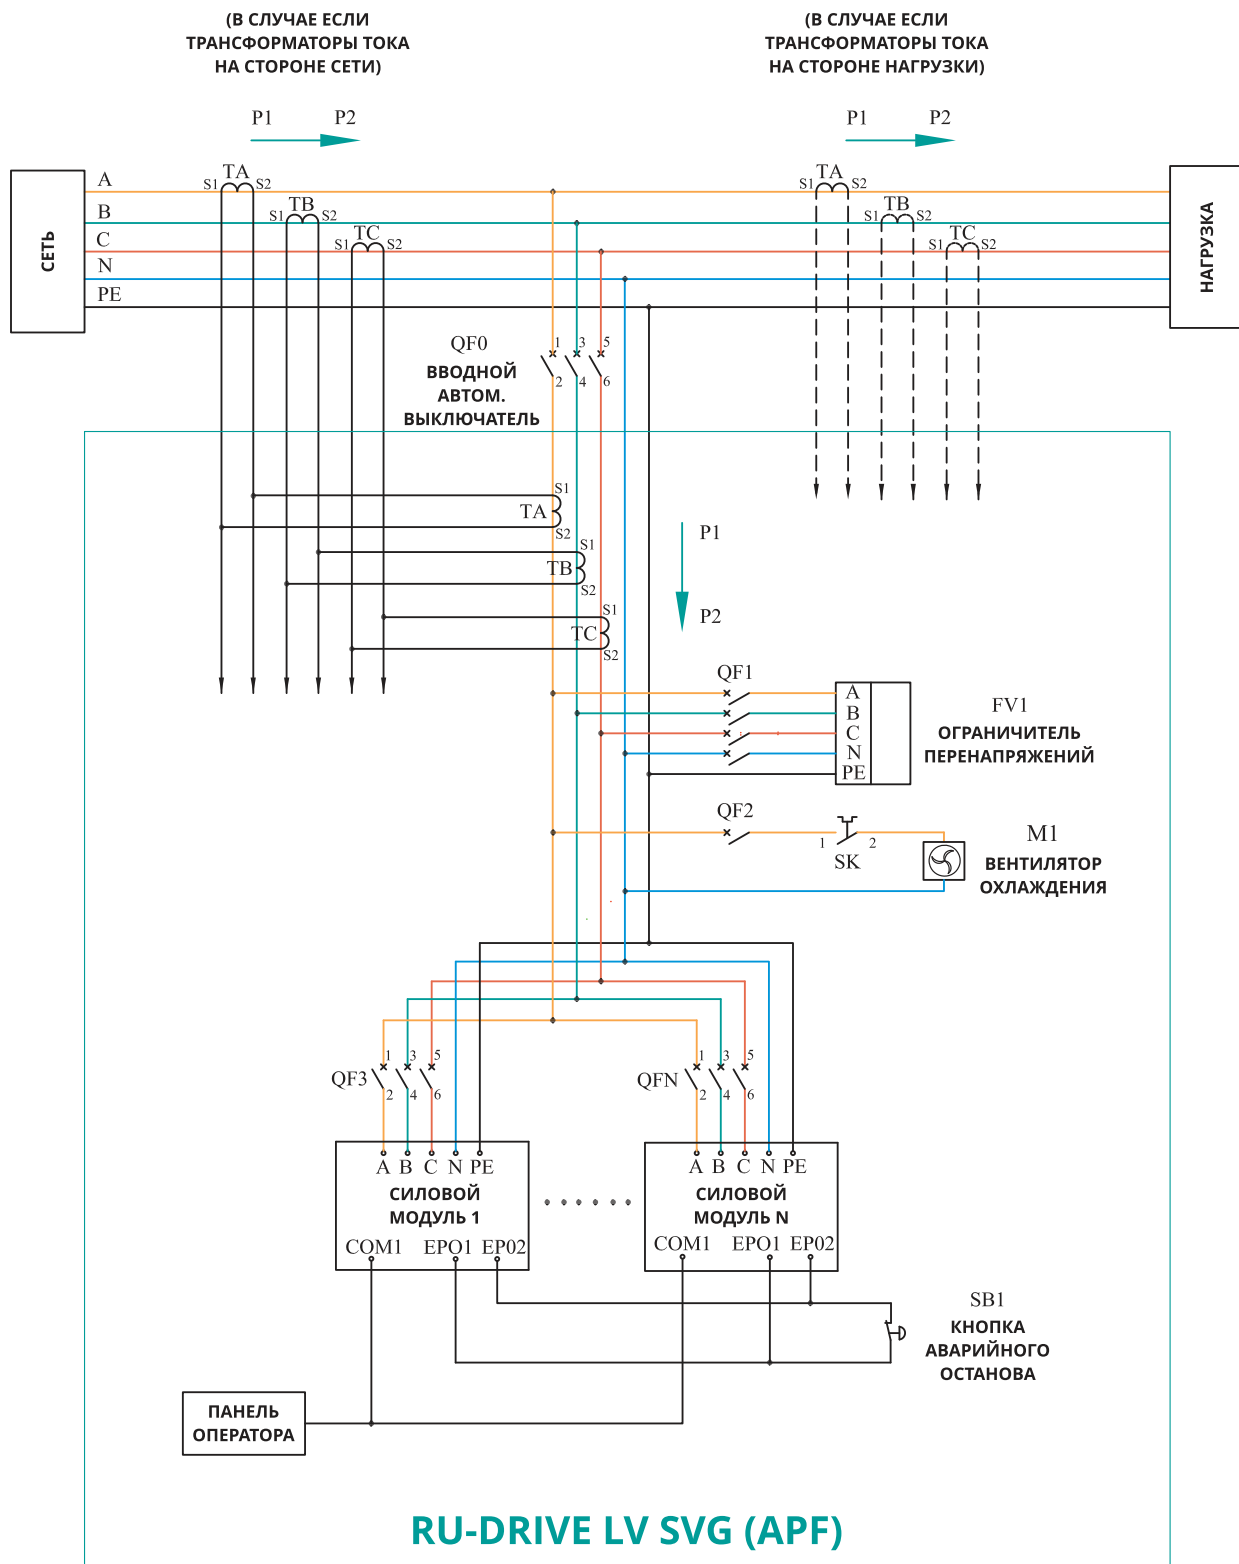 (В СЛУЧАЕ ЕСЛИ
ТРАНСФОРМАТОРЫ ТОКА
НА СТОРОНЕ СЕТИ)
(В СЛУЧАЕ ЕСЛИ
ТРАНСФОРМАТОРЫ ТОКА
НА СТОРОНЕ НАГРУЗКИ)
P1 P2
P1 P2
СЕТЬ
A
B
C
N
PE
S1 TA S2
S1 TB S2
S1 TC S2
S1 TA S2
S1 TB S2
S1 TC S2
НАГРУЗКА
QF0
ВВОДНОЙ
АВТОМ.
ВЫКЛЮЧАТЕЛЬ
1 3 5
2 4 6
S1
TA
S2
S1
TB
S2
S1
TC
S2
P1
P2
QF1
A
B
C
N
PE
FV1
ОГРАНИЧИТЕЛЬ
ПЕРЕНАПРЯЖЕНИЙ
QF2
1 2
SK
M1
ВЕНТИЛЯТОР
ОХЛАЖДЕНИЯ
QF3
1 3 5
2 4 6
QFN
1 3 5
2 4 6
A B C N PE
СИЛОВОЙ
МОДУЛЬ 1
COM1 EPO1 EP02
A B C N PE
СИЛОВОЙ
МОДУЛЬ N
COM1 EPO1 EP02
SB1
КНОПКА
АВАРИЙНОГО
ОСТАНОВА
ПАНЕЛЬ
ОПЕРАТОРА
RU-DRIVE LV SVG (APF)